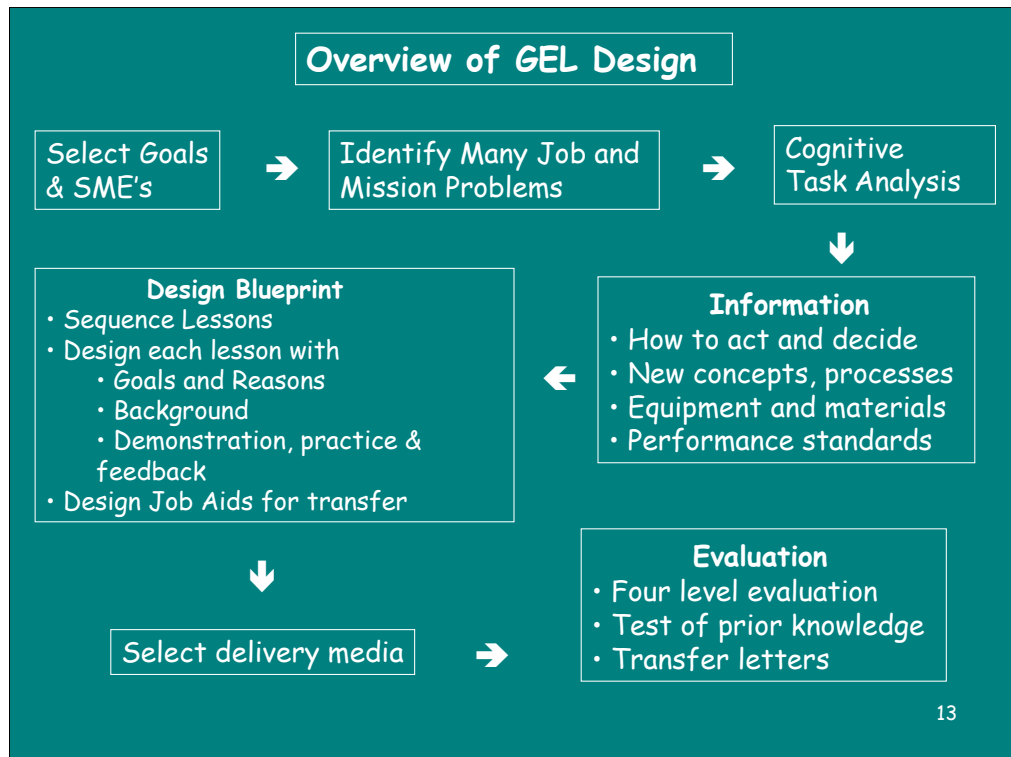 Overview of GEL Design
Select Goals
& SME's
Identify Many Job and
Mission Problems
Cognitive
Task Analysis
Information
• How to act and decide
• New concepts, processes
• Equipment and materials
• Performance standards
Design Blueprint
• Sequence Lessons
• Design each lesson with
• Goals and Reasons
• Background
• Demonstration, practice &
feedback
• Design Job Aids for transfer
Select delivery media
Evaluation
• Four level evaluation
• Test of prior knowledge
• Transfer letters
13